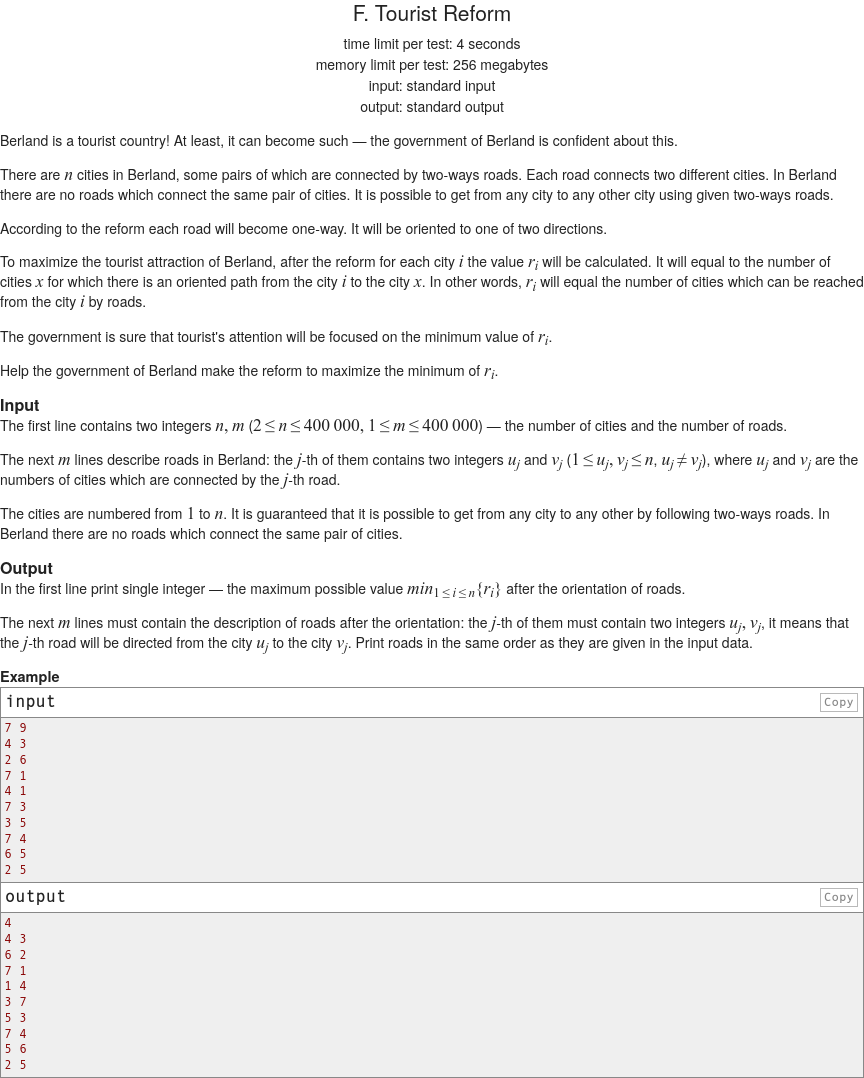 F. Tourist Reform
time limit per test: 4 seconds
memory limit per test: 256 megabytes
input: standard input
output: standard output
Berland is a tourist country! At least, it can become such — the government of Berland is confident about this.
There are n cities in Berland, some pairs of which are connected by two-ways roads. Each road connects two different cities. In Berland
there are no roads which connect the same pair of cities. It is possible to get from any city to any other city using given two-ways roads.
According to the reform each road will become one-way. It will be oriented to one of two directions.
To maximize the tourist attraction of Berland, after the reform for each city i the value r_i will be calculated. It will equal to the number of
cities x for which there is an oriented path from the city i to the city x. In other words, r_i will equal the number of cities which can be reached
from the city i by roads.
The government is sure that tourist's attention will be focused on the minimum value of r_i.
Help the government of Berland make the reform to maximize the minimum of r_i.
Input
The first line contains two integers n, m (2 ≤ n ≤ 400 000, 1 ≤ m ≤ 400 000) — the number of cities and the number of roads.
The next m lines describe roads in Berland: the j-th of them contains two integers u_j and v_j (1 ≤ u_j, v_j ≤ n, u_j ≠ v_j), where u_j and v_j are the
numbers of cities which are connected by the j-th road.
The cities are numbered from 1 to n. It is guaranteed that it is possible to get from any city to any other by following two-ways roads. In
Berland there are no roads which connect the same pair of cities.
Output
In the first line print single integer — the maximum possible value min_{1 ≤ i ≤ n}{r_i} after the orientation of roads.
The next m lines must contain the description of roads after the orientation: the j-th of them must contain two integers u_j, v_j, it means that
the j-th road will be directed from the city u_j to the city v_j. Print roads in the same order as they are given in the input data.
Example
input Copy
7 9
4 3
2 6
7 1
4 1
7 3
3 5
7 4
6 5
2 5
output Copy
4
4 3
6 2
7 1
1 4
3 7
5 3
7 4
5 6
2 5